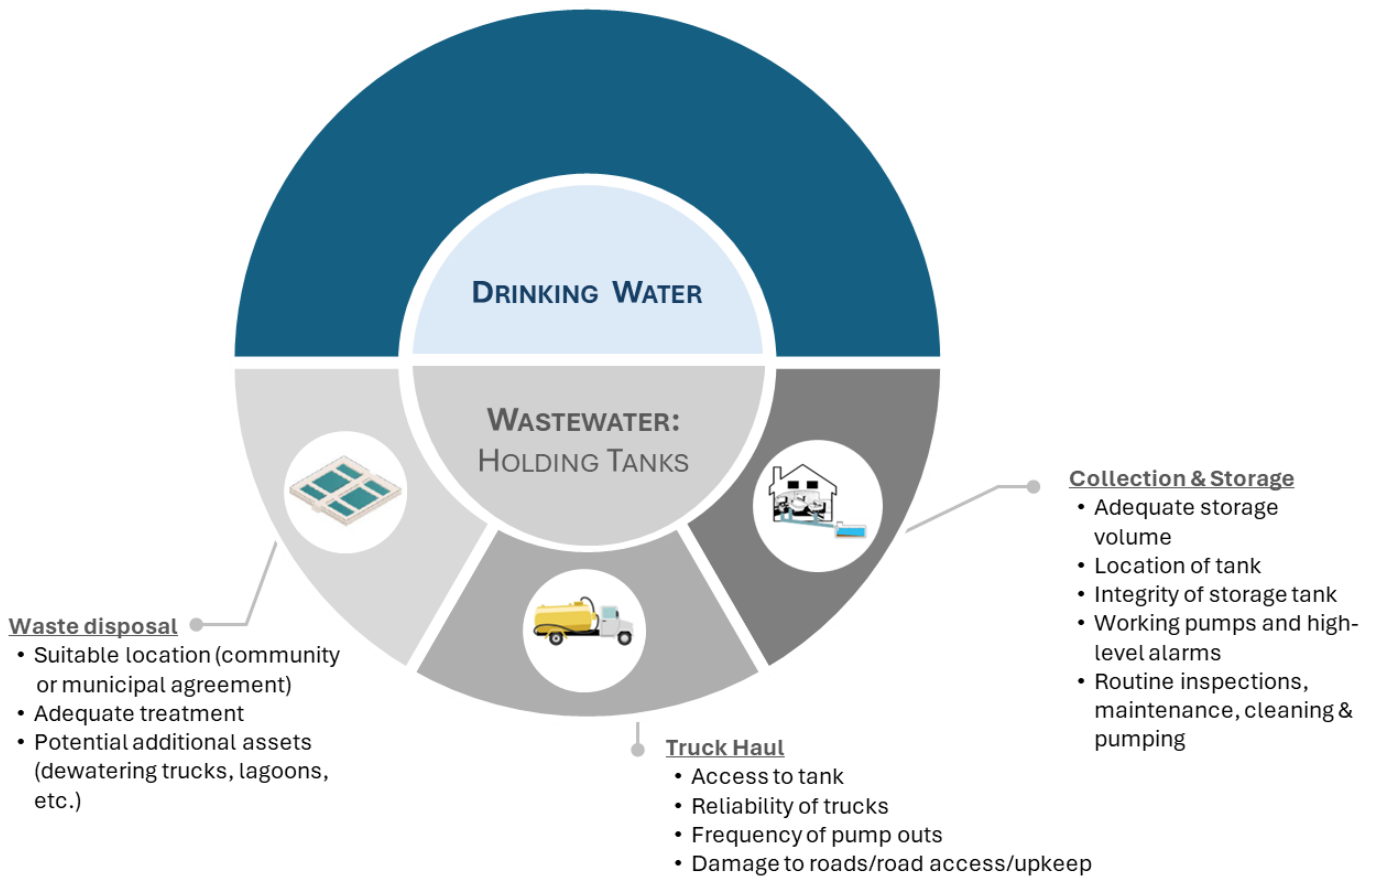 DRINKING WATER
WASTEWATER:
HOLDING TANKS
Collection & Storage
• Adequate storage
volume
• Location of tank
• Integrity of storage tank
• Working pumps and high-
level alarms
• Routine inspections,
maintenance, cleaning &
pumping
Waste disposal
• Suitable location (community
or municipal agreement)
• Adequate treatment
• Potential additional assets
(dewatering trucks, lagoons,
etc.)
Truck Haul
• Access to tank
• Reliability of trucks
• Frequency of pump outs
• Damage to roads/road access/upkeep